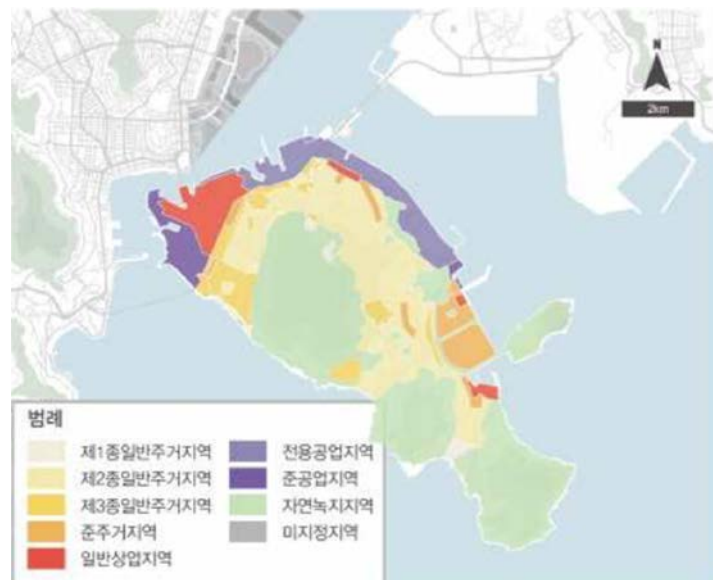 N
2km
범례
제1종일반주거지역
제2종일반주거지역
제3종일반주거지역
준주거지역
일반상업지역
전용공업지역
준공업지역
자연녹지지역
미지정지역